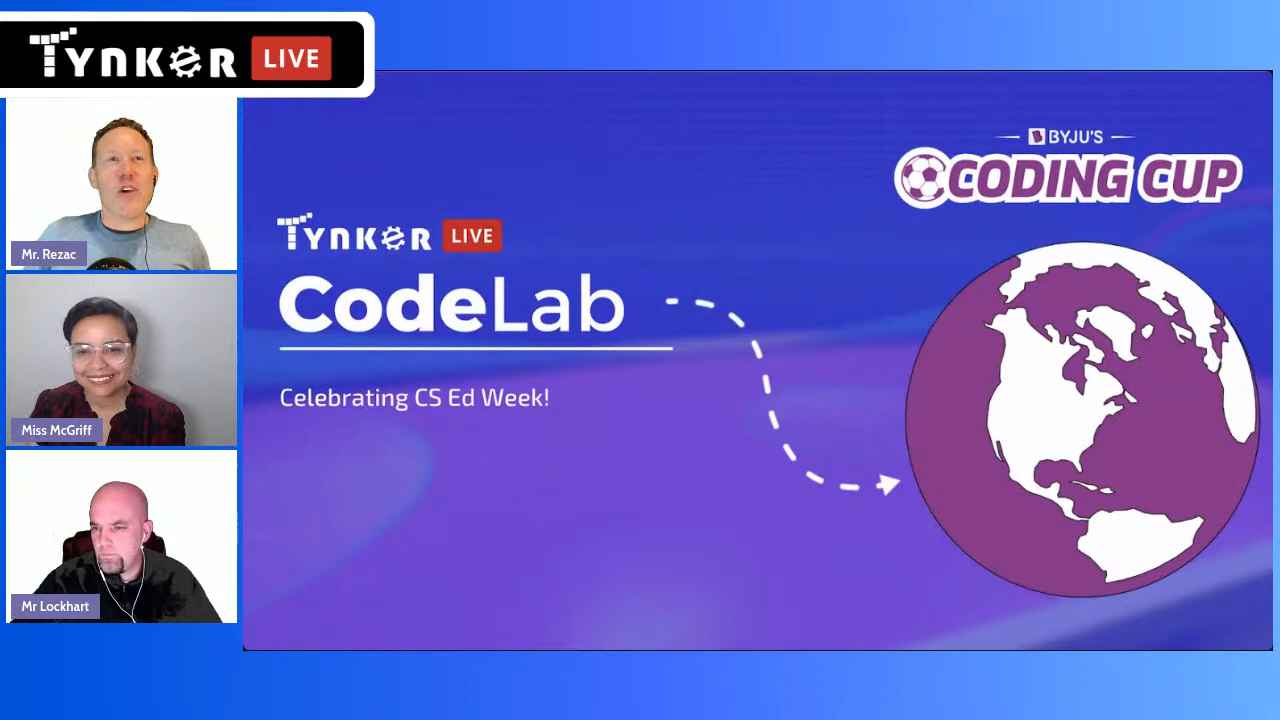 TYNKER LIVE
Mr. Rezac
Miss McGriff
Mr Lockhart
BYJU'S
CODING CUP
TYNKER LIVE
CodeLab
Celebrating CS Ed Week!